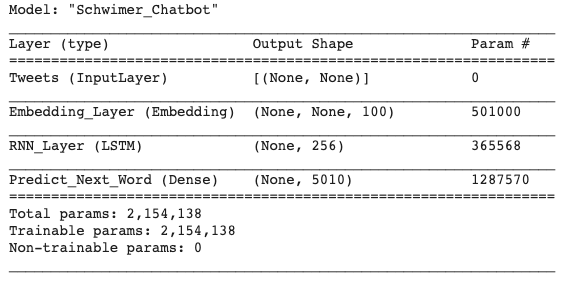 Model: "Schwimer_Chatbot"
Layer (type) Output Shape Param #
Tweets (InputLayer) [(None, None)] 0
Embedding_Layer (Embedding) (None, None, 100) 501000
RNN_Layer (LSTM) (None, 256) 365568
Predict_Next_Word (Dense) (None, 5010) 1287570
Total params: 2,154,138
Trainable params: 2,154,138
Non-trainable params: 0